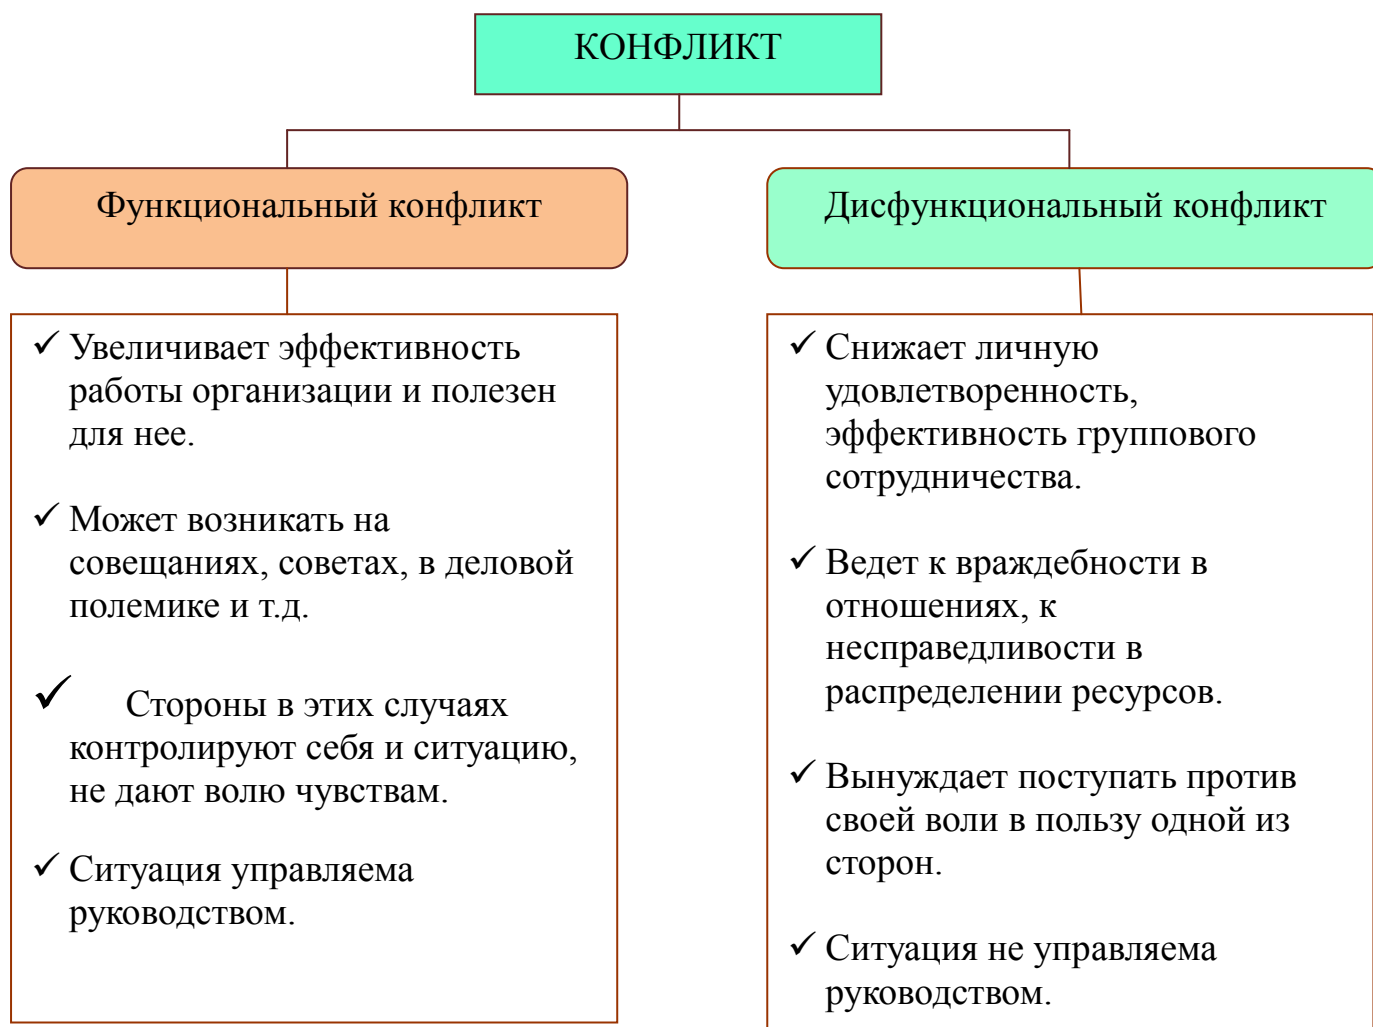 КОНФЛИКТ
Функциональный конфликт
Дисфункциональный конфликт
✓ Увеличивает эффективность
работы организации и полезен
для нее.
✓ Может возникать на
совещаниях, советах, в деловой
полемике и т.д.
✓ Стороны в этих случаях
контролируют себя и ситуацию,
не дают волю чувствам.
✓ Ситуация управляема
руководством.
✓ Снижает личную
удовлетворенность,
эффективность группового
сотрудничества.
✓ Ведет к враждебности в
отношениях, к
несправедливости в
распределении ресурсов.
✓ Вынуждает поступать против
своей воли в пользу одной из
сторон.
✓ Ситуация не управляема
руководством.